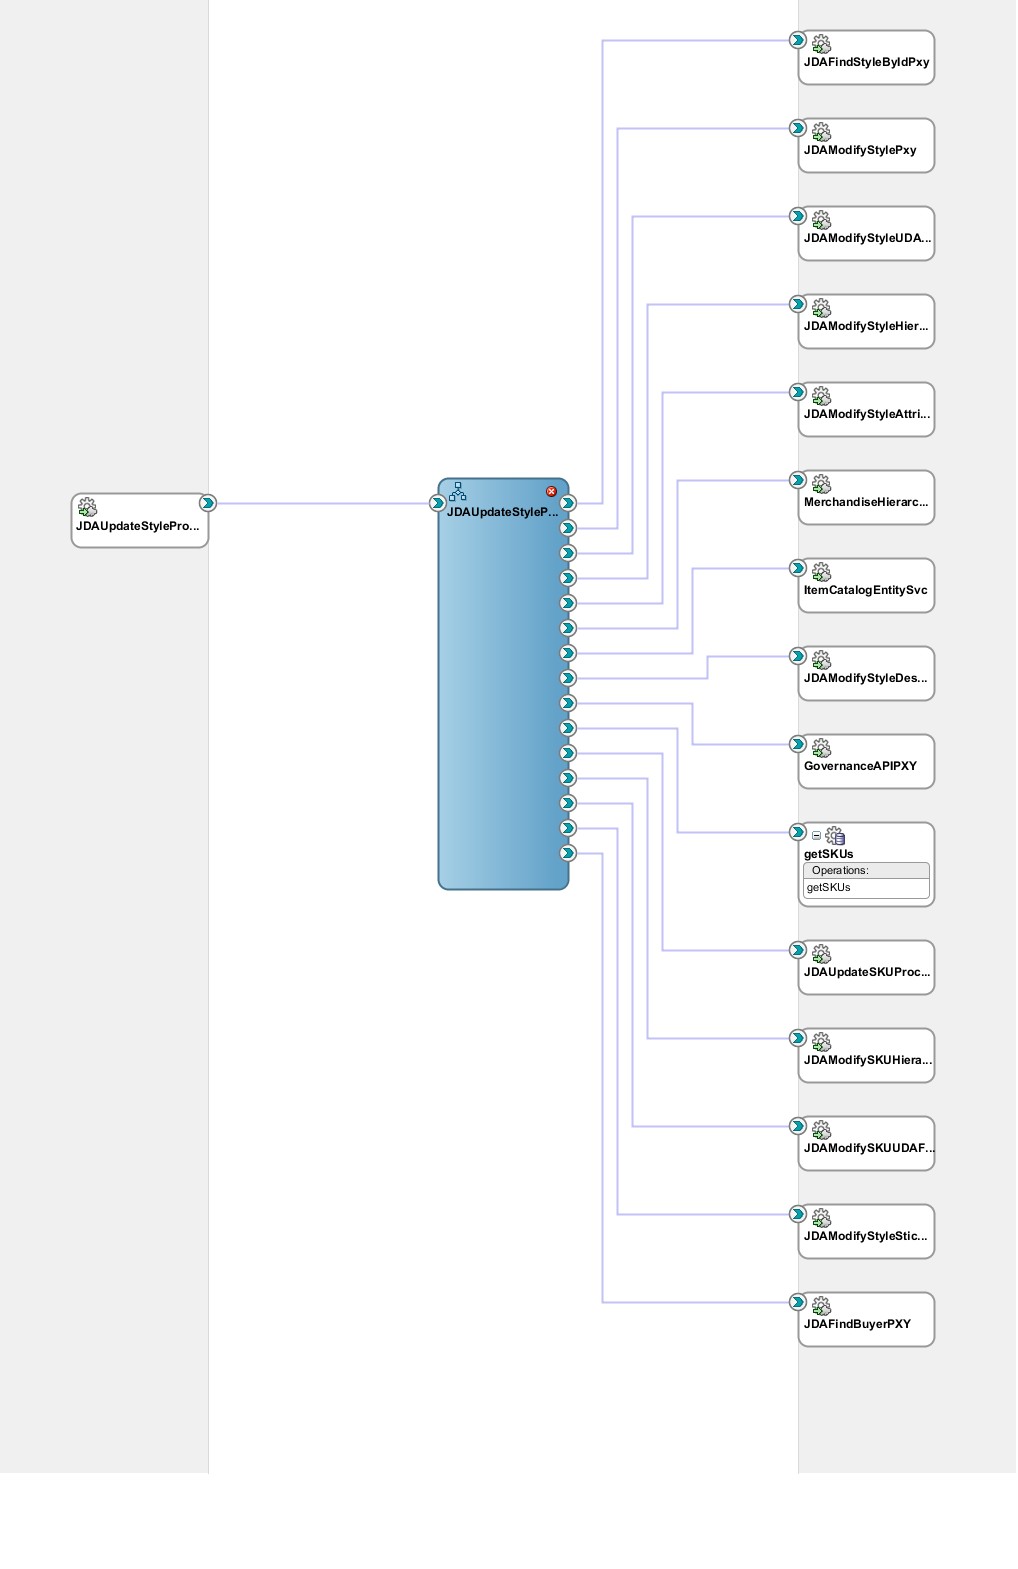 JDAFindStyleByIdPxy
JDAModifyStylePxy
JDAModifyStyleUDA...
JDAModifyStyleHier...
JDAModifyStyleAttri...
MerchandiseHierarc...
JDAUpdateStylePro...
JDAUpdateStyleP...
ItemCatalogEntitySvc
JDAModifyStyleDes...
GovernanceAPIPXY
getSKUs
Operations:
getSKUs
JDAUpdateSKUProc...
JDAModifySKUHiera...
JDAModifySKUUDAF...
JDAModifyStyleStic...
JDAFindBuyerPXY